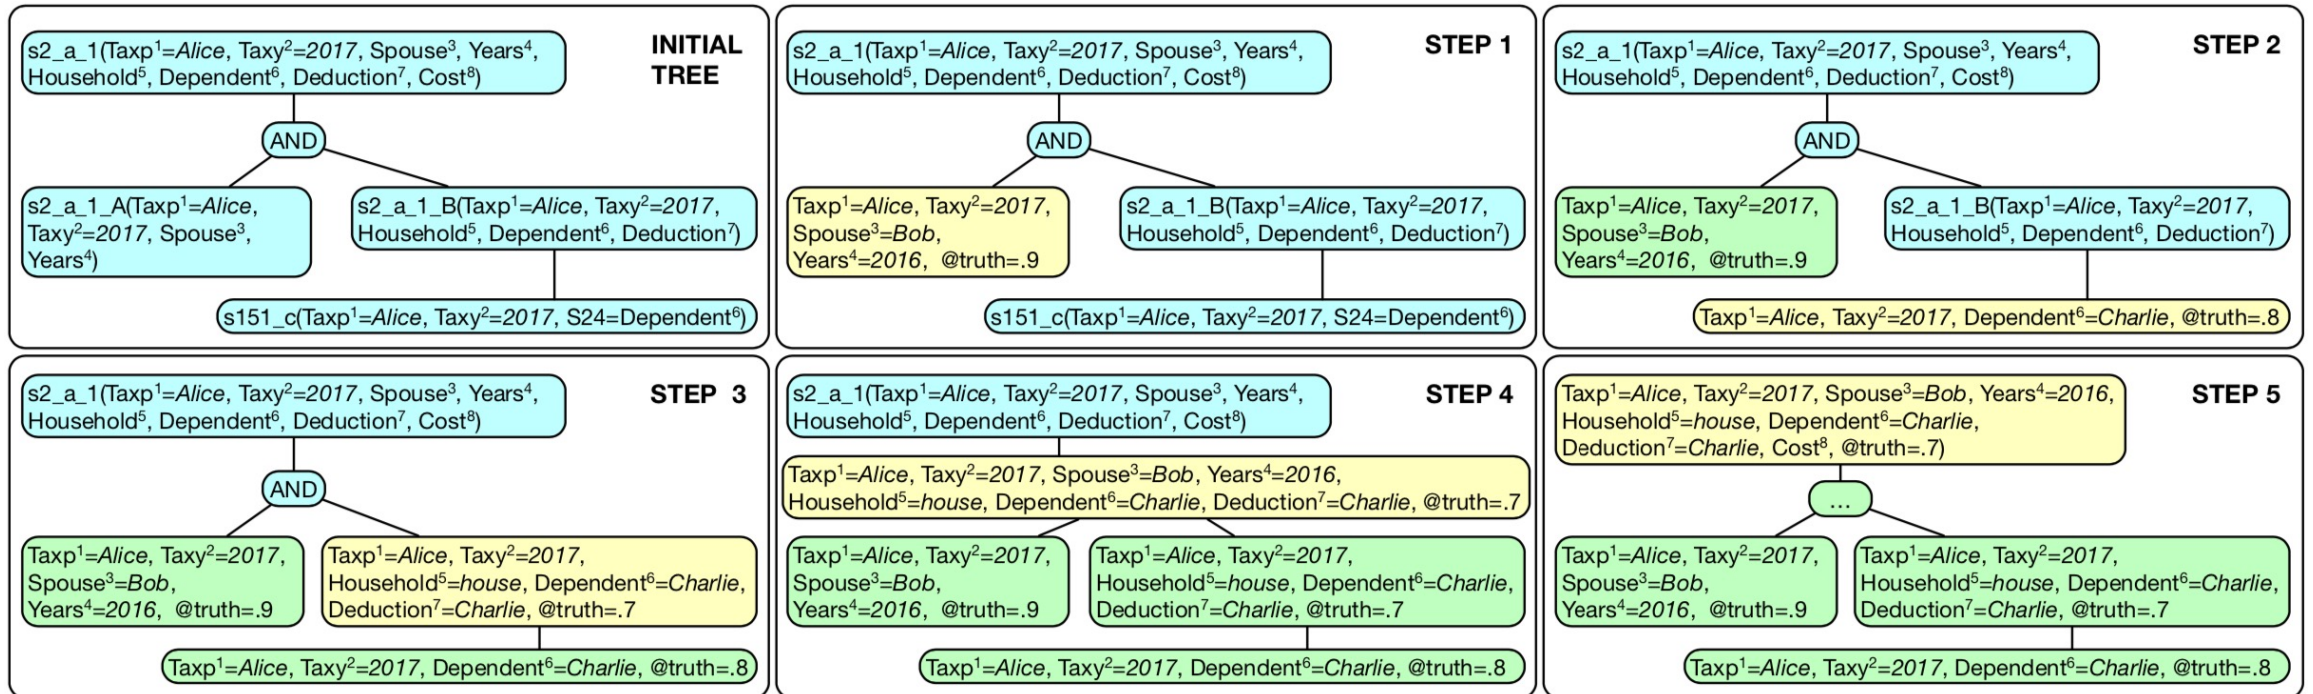 INITIAL
TREE
s2_a_1(Taxp¹=Alice, Taxy²=2017, Spouse³, Years⁴,
Household⁵, Dependent⁶, Deduction⁷, Cost⁸)
AND
s2_a_1_A(Taxp¹=Alice,
Taxy²=2017, Spouse³,
Years⁴)
s2_a_1_B(Taxp¹=Alice, Taxy²=2017,
Household⁵, Dependent⁶, Deduction⁷)
s151_c(Taxp¹=Alice, Taxy²=2017, S24=Dependent⁶)
STEP 1
s2_a_1(Taxp¹=Alice, Taxy²=2017, Spouse³, Years⁴,
Household⁵, Dependent⁶, Deduction⁷, Cost⁸)
AND
Taxp¹=Alice, Taxy²=2017,
Spouse³=Bob,
Years⁴=2016, @truth=.9
s2_a_1_B(Taxp¹=Alice, Taxy²=2017,
Household⁵, Dependent⁶, Deduction⁷)
s151_c(Taxp¹=Alice, Taxy²=2017, S24=Dependent⁶)
STEP 2
s2_a_1(Taxp¹=Alice, Taxy²=2017, Spouse³, Years⁴,
Household⁵, Dependent⁶, Deduction⁷, Cost⁸)
AND
Taxp¹=Alice, Taxy²=2017,
Spouse³=Bob,
Years⁴=2016, @truth=.9
s2_a_1_B(Taxp¹=Alice, Taxy²=2017,
Household⁵, Dependent⁶, Deduction⁷)
Taxp¹=Alice, Taxy²=2017, Dependent⁶=Charlie, @truth=.8
STEP 3
s2_a_1(Taxp¹=Alice, Taxy²=2017, Spouse³, Years⁴,
Household⁵, Dependent⁶, Deduction⁷, Cost⁸)
AND
Taxp¹=Alice, Taxy²=2017,
Spouse³=Bob,
Years⁴=2016, @truth=.9
Taxp¹=Alice, Taxy²=2017,
Household⁵=house, Dependent⁶=Charlie,
Deduction⁷=Charlie, @truth=.7
Taxp¹=Alice, Taxy²=2017, Dependent⁶=Charlie, @truth=.8
STEP 4
s2_a_1(Taxp¹=Alice, Taxy²=2017, Spouse³, Years⁴,
Household⁵, Dependent⁶, Deduction⁷, Cost⁸)
Taxp¹=Alice, Taxy²=2017, Spouse³=Bob, Years⁴=2016,
Household⁵=house, Dependent⁶=Charlie, Deduction⁷=Charlie, @truth=.7
Taxp¹=Alice, Taxy²=2017,
Spouse³=Bob,
Years⁴=2016, @truth=.9
Taxp¹=Alice, Taxy²=2017,
Household⁵=house, Dependent⁶=Charlie,
Deduction⁷=Charlie, @truth=.7
Taxp¹=Alice, Taxy²=2017, Dependent⁶=Charlie, @truth=.8
STEP 5
Taxp¹=Alice, Taxy²=2017, Spouse³=Bob, Years⁴=2016,
Household⁵=house, Dependent⁶=Charlie,
Deduction⁷=Charlie, Cost⁸, @truth=.7)
...
Taxp¹=Alice, Taxy²=2017,
Spouse³=Bob,
Years⁴=2016, @truth=.9
Taxp¹=Alice, Taxy²=2017,
Household⁵=house, Dependent⁶=Charlie,
Deduction⁷=Charlie, @truth=.7
Taxp¹=Alice, Taxy²=2017, Dependent⁶=Charlie, @truth=.8